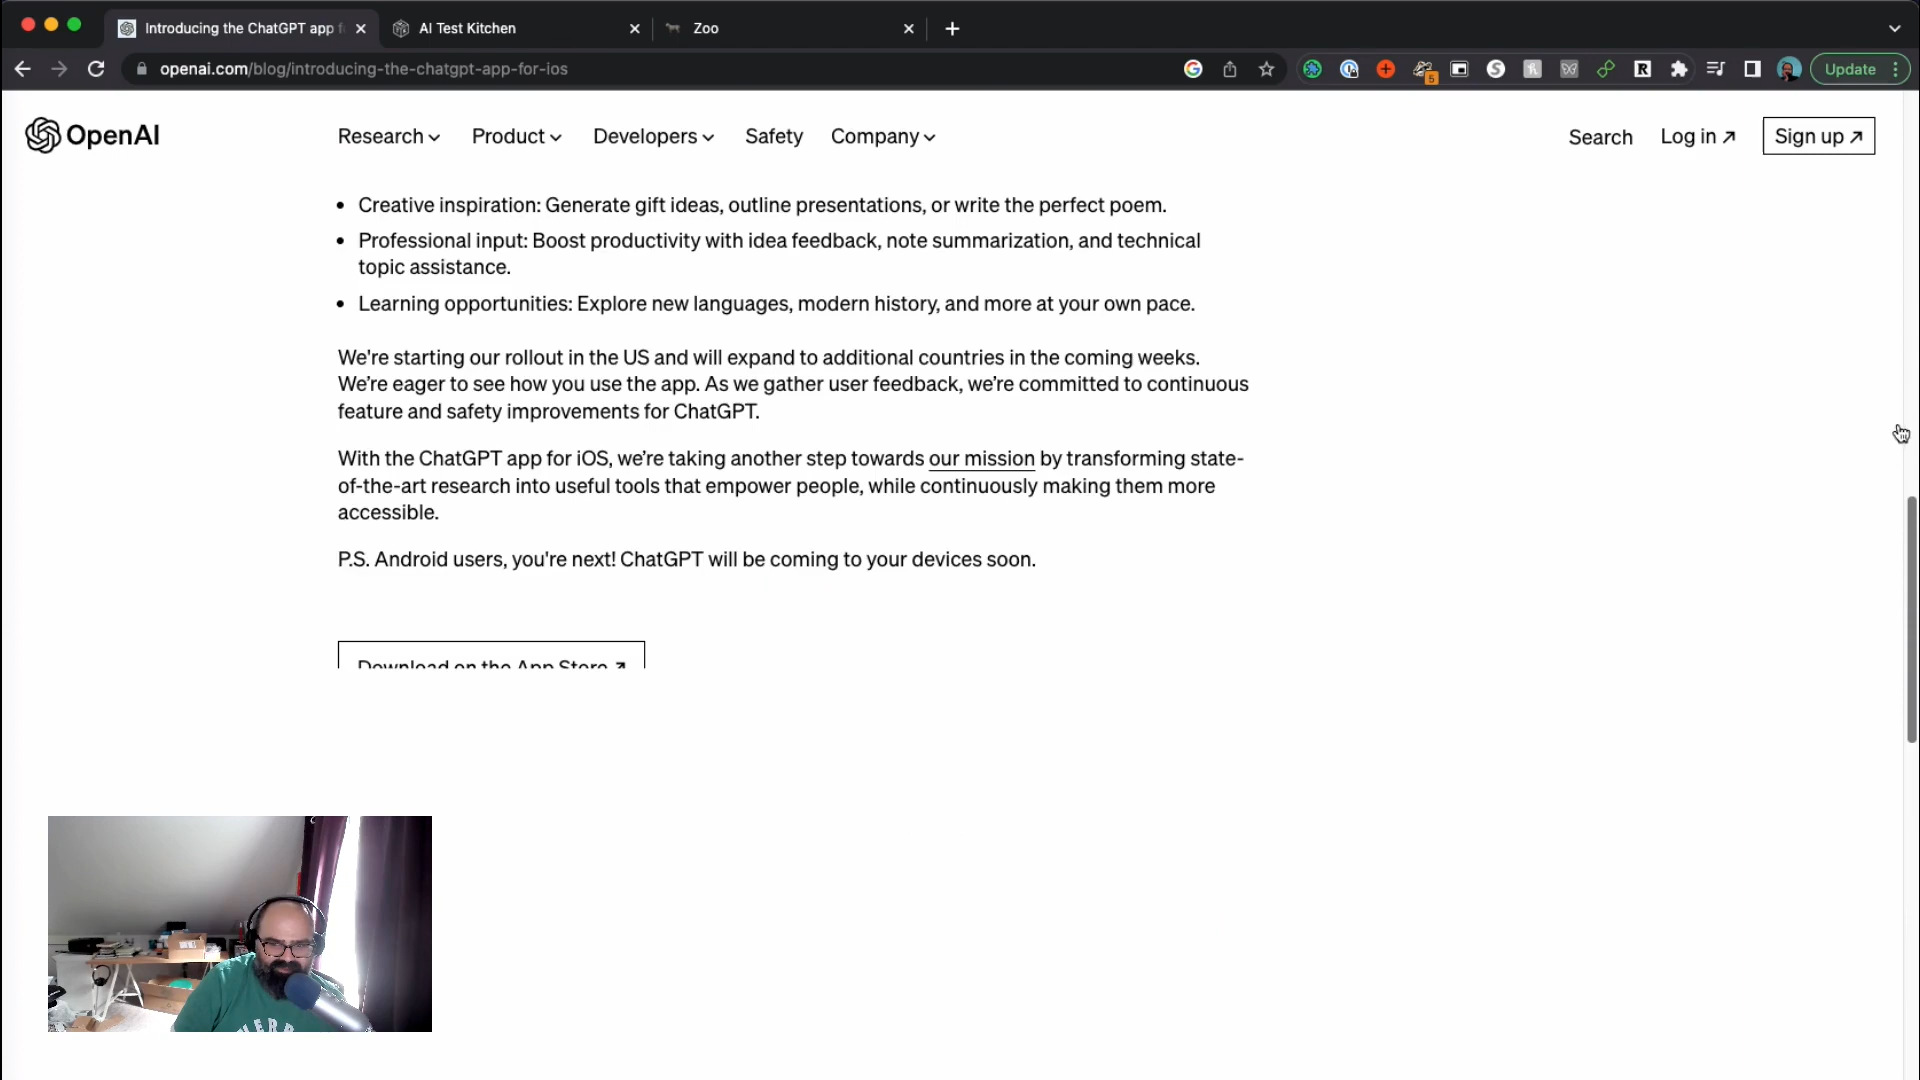 Introducing the ChatGPT app f
AI Test Kitchen
Zoo
openai.com/blog/introducing-the-chatgpt-app-for-ios
5
Update
OpenAI
Research
Product
Developers
Safety
Company
Search
Log in ↗
Sign up ↗
• Creative inspiration: Generate gift ideas, outline presentations, or write the perfect poem.
• Professional input: Boost productivity with idea feedback, note summarization, and technical
topic assistance.
• Learning opportunities: Explore new languages, modern history, and more at your own pace.
We're starting our rollout in the US and will expand to additional countries in the coming weeks.
We’re eager to see how you use the app. As we gather user feedback, we’re committed to continuous
feature and safety improvements for ChatGPT.
With the ChatGPT app for iOS, we’re taking another step towards our mission by transforming state-
of-the-art research into useful tools that empower people, while continuously making them more
accessible.
P.S. Android users, you're next! ChatGPT will be coming to your devices soon.
Download on the App Store ↗